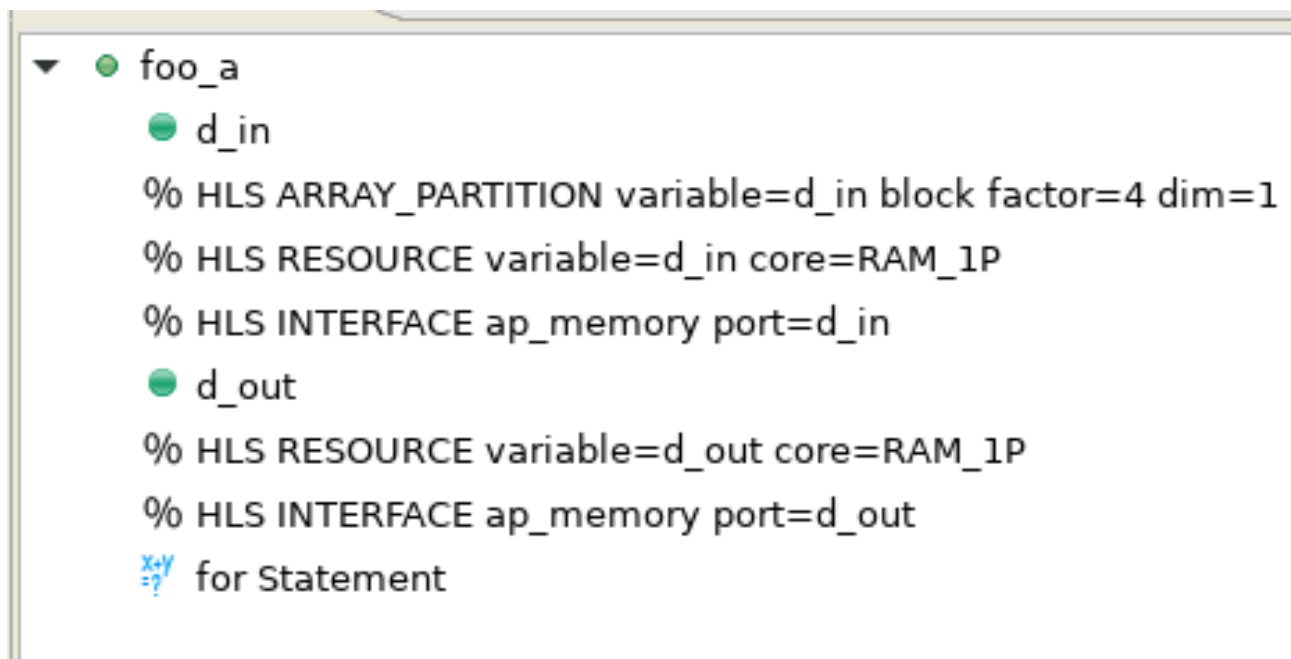 foo_a
d_in
% HLS ARRAY_PARTITION variable=d_in block factor=4 dim=1
% HLS RESOURCE variable=d_in core=RAM_1P
% HLS INTERFACE ap_memory port=d_in
d_out
% HLS RESOURCE variable=d_out core=RAM_1P
% HLS INTERFACE ap_memory port=d_out
x+y=? for Statement